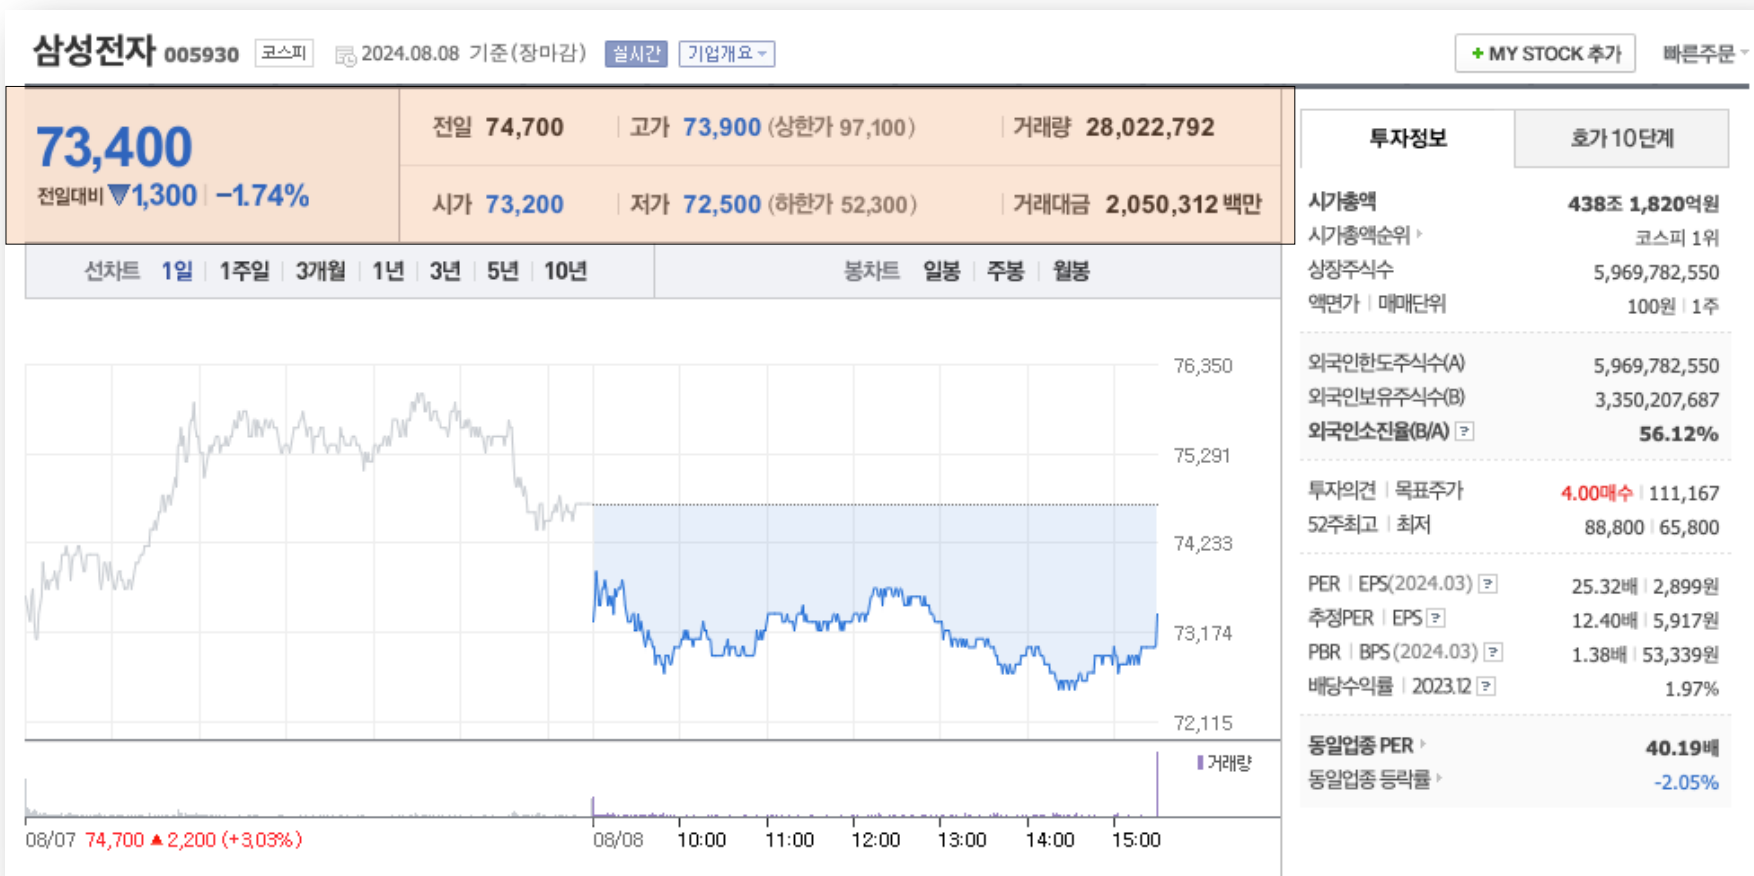 삼성전자 005930 코스피 2024.08.08 기준(장마감) 실시간 기업개요
+ MY STOCK 추가 빠른주문
73,400
전일대비 ▼1,300 −1.74%
전일 74,700 고가 73,900 (상한가 97,100) 거래량 28,022,792
시가 73,200 저가 72,500 (하한가 52,300) 거래대금 2,050,312 백만
선차트 1일 1주일 3개월 1년 3년 5년 10년 봉차트 일봉 주봉 월봉
76,350
75,291
74,233
73,174
72,115
거래량
08/07 74,700 ▲2,200 (+3,03%) 08/08 10:00 11:00 12:00 13:00 14:00 15:00
투자정보 호가 10단계
시가총액 438조 1,820억원
시가총액순위 코스피 1위
상장주식수 5,969,782,550
액면가 | 매매단위 100원 | 1주
외국인한도주식수(A) 5,969,782,550
외국인보유주식수(B) 3,350,207,687
외국인소진율(B/A) ? 56.12%
투자의견 | 목표주가 4.00매수 | 111,167
52주최고 | 최저 88,800 | 65,800
PER | EPS(2024.03) ? 25.32배 | 2,899원
추정PER | EPS ? 12.40배 | 5,917원
PBR | BPS (2024.03) ? 1.38배 | 53,339원
배당수익률 | 2023.12 ? 1.97%
동일업종 PER 40.19배
동일업종 등락률 -2.05%